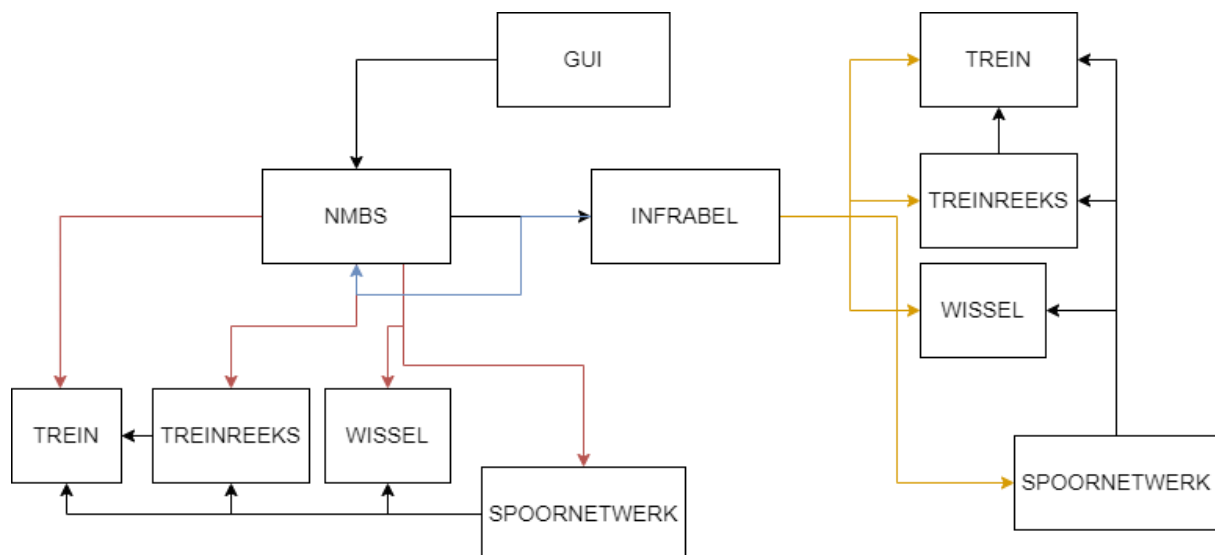 GUI
TREIN
NMBS
INFRABEL
TREINREEKS
WISSEL
TREIN
TREINREEKS
WISSEL
SPOORNETWERK
SPOORNETWERK